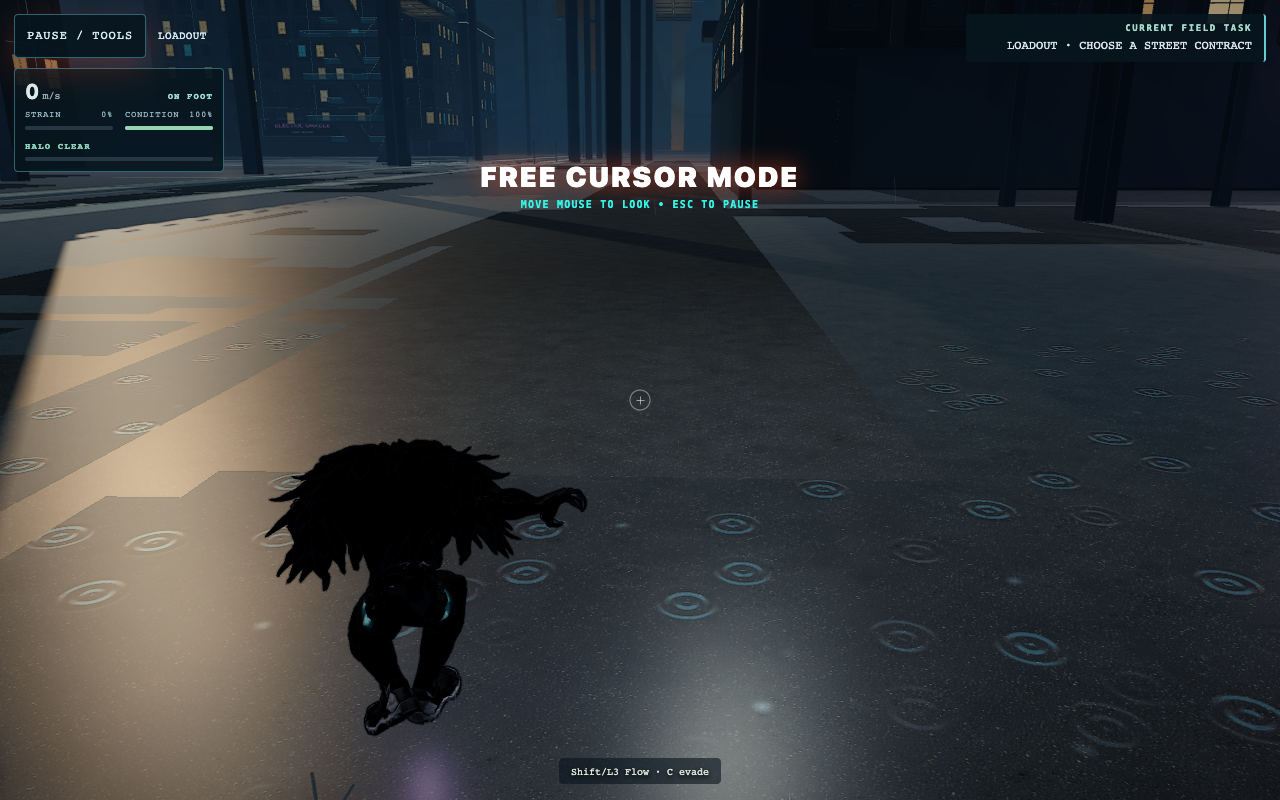 PAUSE / TOOLS
LOADOUT
CURRENT FIELD TASK
LOADOUT · CHOOSE A STREET CONTRACT
0 m/s
ON FOOT
STRAIN 0%
CONDITION 100%
HALO CLEAR
FREE CURSOR MODE
MOVE MOUSE TO LOOK • ESC TO PAUSE
Shift/L3 Flow · C evade